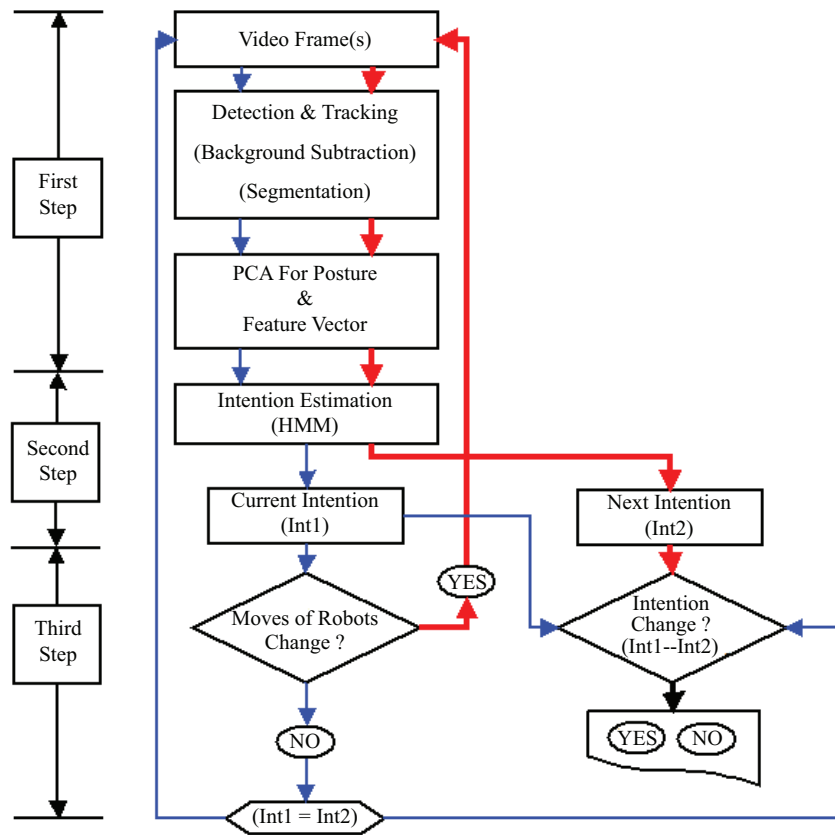 Video Frame(s)
Detection & Tracking
(Background Subtraction)
(Segmentation)
First
Step
PCA For Posture
&
Feature Vector
Intention Estimation
(HMM)
Second
Step
Current Intention
(Int1)
Next Intention
(Int2)
YES
Third
Step
Moves of Robots
Change ?
Intention
Change ?
(Int1--Int2)
NO
YES
NO
(Int1 = Int2)